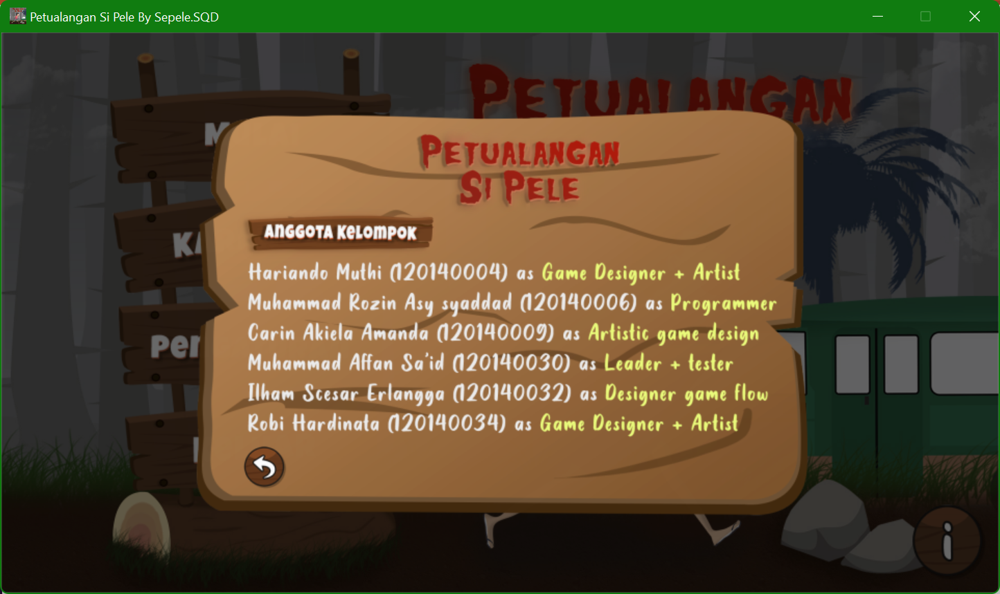 Petualangan Si Pele By Sepele.SQD
PETUALANGAN
PETUALANGAN
SI PELE
ANGGOTA KELOMPOK
Hariando Muthi (120140004) as Game Designer + Artist
Muhammad Rozin Asy syaddad (120140006) as Programmer
Carin Akiela Amanda (120140009) as Artistic game design
Muhammad Affan Sa'id (120140030) as Leader + tester
Ilham Scesar Erlangga (120140032) as Designer game flow
Robi Hardinata (120140034) as Game Designer + Artist
i